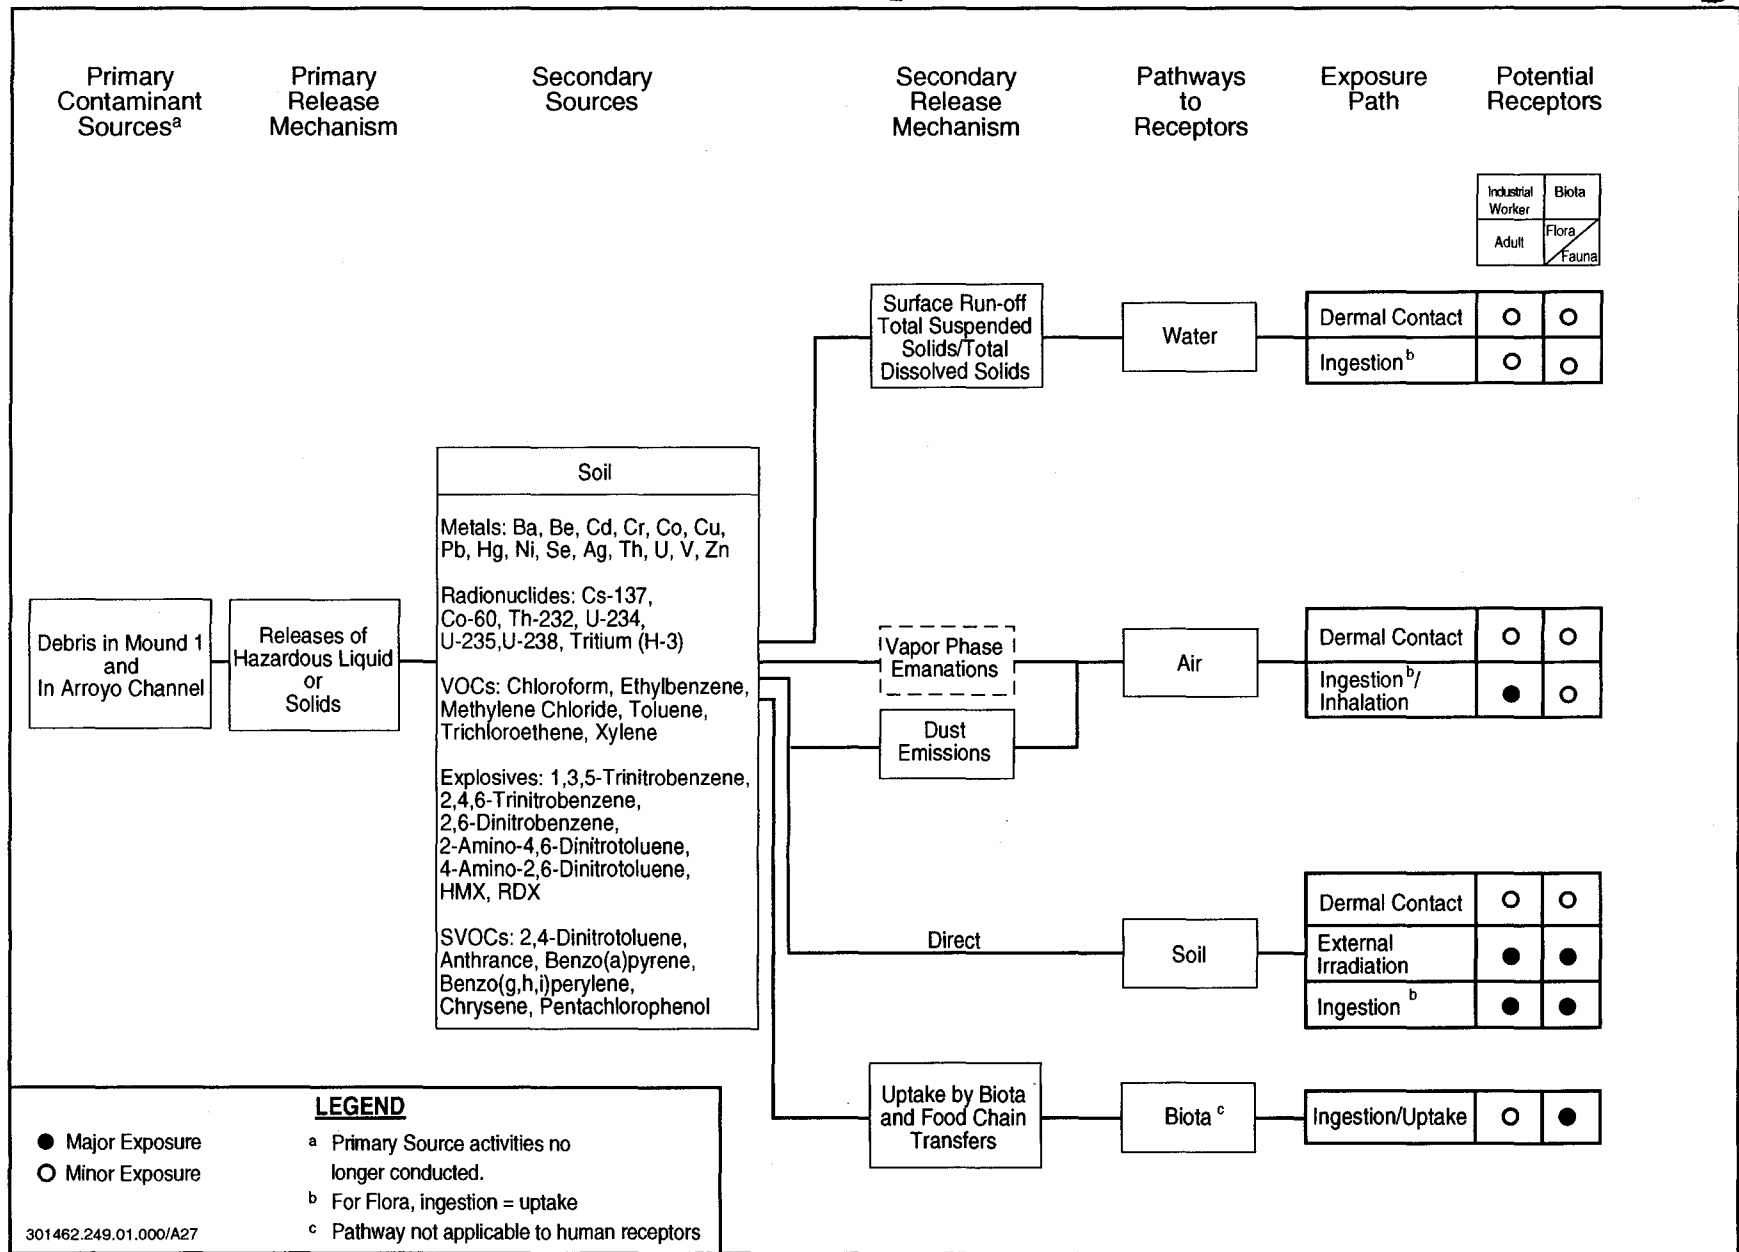 Primary
Contaminant
Sourcesᵃ
Primary
Release
Mechanism
Secondary
Sources
Secondary
Release
Mechanism
Pathways
to
Receptors
Exposure
Path
Potential
Receptors
Industrial
Worker
Biota
Adult
Flora
Fauna
Debris in Mound 1
and
In Arroyo Channel
Releases of
Hazardous Liquid
or
Solids
Soil
Metals: Ba, Be, Cd, Cr, Co, Cu,
Pb, Hg, Ni, Se, Ag, Th, U, V, Zn
Radionuclides: Cs-137,
Co-60, Th-232, U-234,
U-235,U-238, Tritium (H-3)
VOCs: Chloroform, Ethylbenzene,
Methylene Chloride, Toluene,
Trichloroethene, Xylene
Explosives: 1,3,5-Trinitrobenzene,
2,4,6-Trinitrobenzene,
2,6-Dinitrobenzene,
2-Amino-4,6-Dinitrotoluene,
4-Amino-2,6-Dinitrotoluene,
HMX, RDX
SVOCs: 2,4-Dinitrotoluene,
Anthrance, Benzo(a)pyrene,
Benzo(g,h,i)perylene,
Chrysene, Pentachlorophenol
Surface Run-off
Total Suspended
Solids/Total
Dissolved Solids
Water
Dermal Contact
Ingestion ᵇ
Vapor Phase
Emanations
Dust
Emissions
Air
Dermal Contact
Ingestion ᵇ/
Inhalation
Direct
Soil
Dermal Contact
External
Irradiation
Ingestion ᵇ
Uptake by Biota
and Food Chain
Transfers
Biota ᶜ
Ingestion/Uptake
LEGEND
● Major Exposure
○ Minor Exposure
ᵃ Primary Source activities no
longer conducted.
ᵇ For Flora, ingestion = uptake
ᶜ Pathway not applicable to human receptors
301462.249.01.000/A27